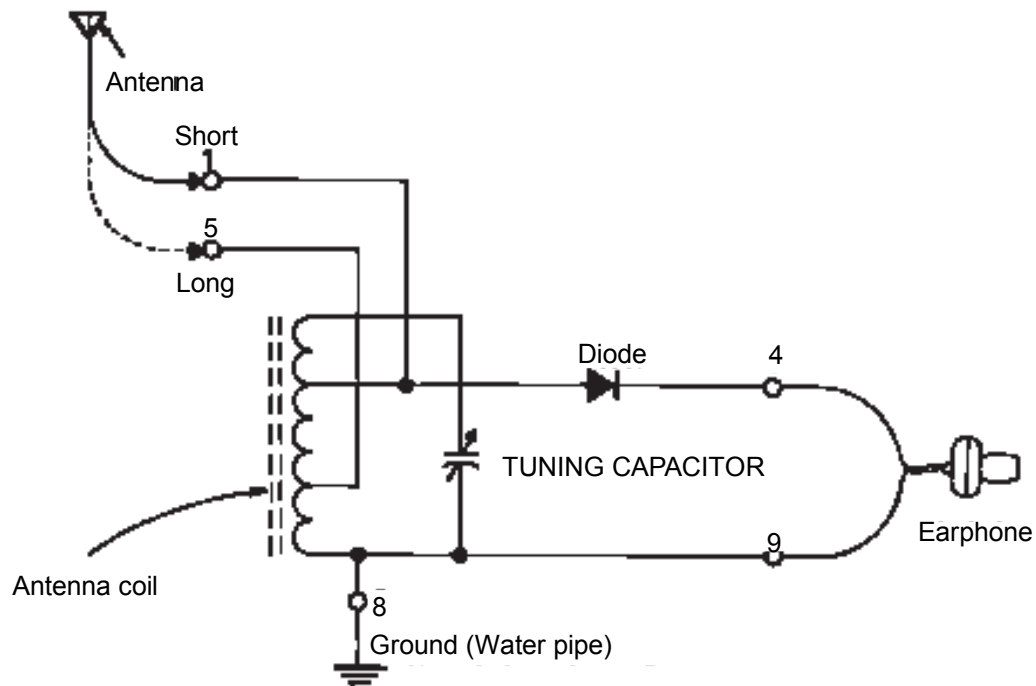 Antenna
Short
1
5
Long
Diode
4
TUNING CAPACITOR
9
Earphone
Antenna coil
8
Ground (Water pipe)